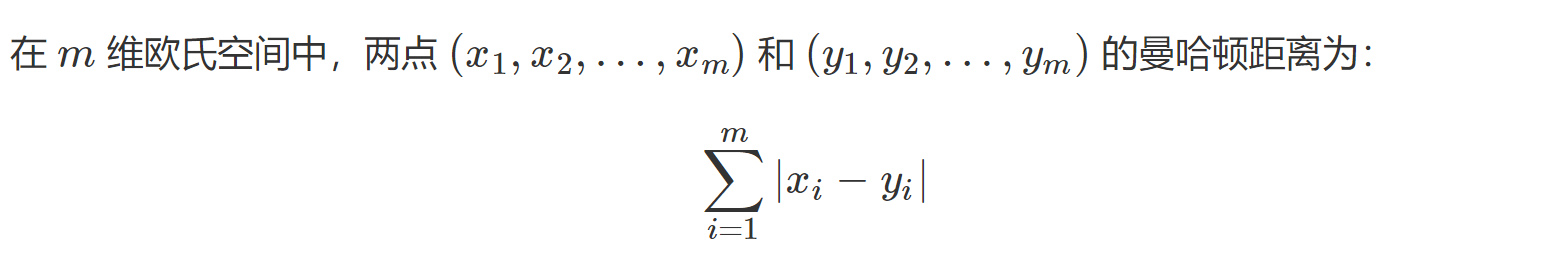 在 m 维欧氏空间中，两点 (x₁, x₂, . . . , xₘ) 和 (y₁, y₂, . . . , yₘ) 的曼哈顿距离为：
∑ᵢ₌₁ᵐ |xᵢ − yᵢ|